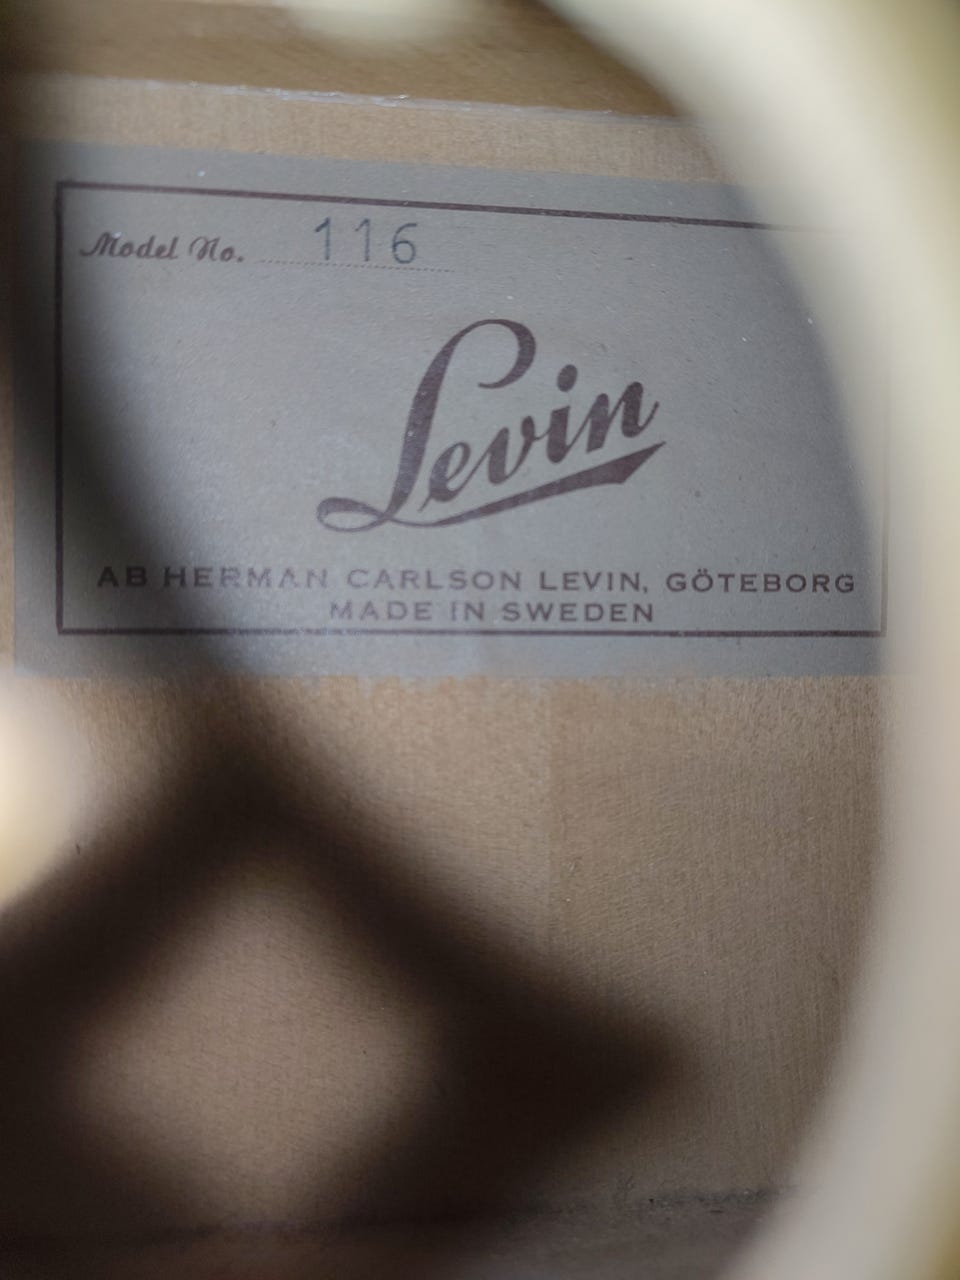 Model No. 116
Levin
AB HERMAN CARLSON LEVIN, GÖTEBORG
MADE IN SWEDEN